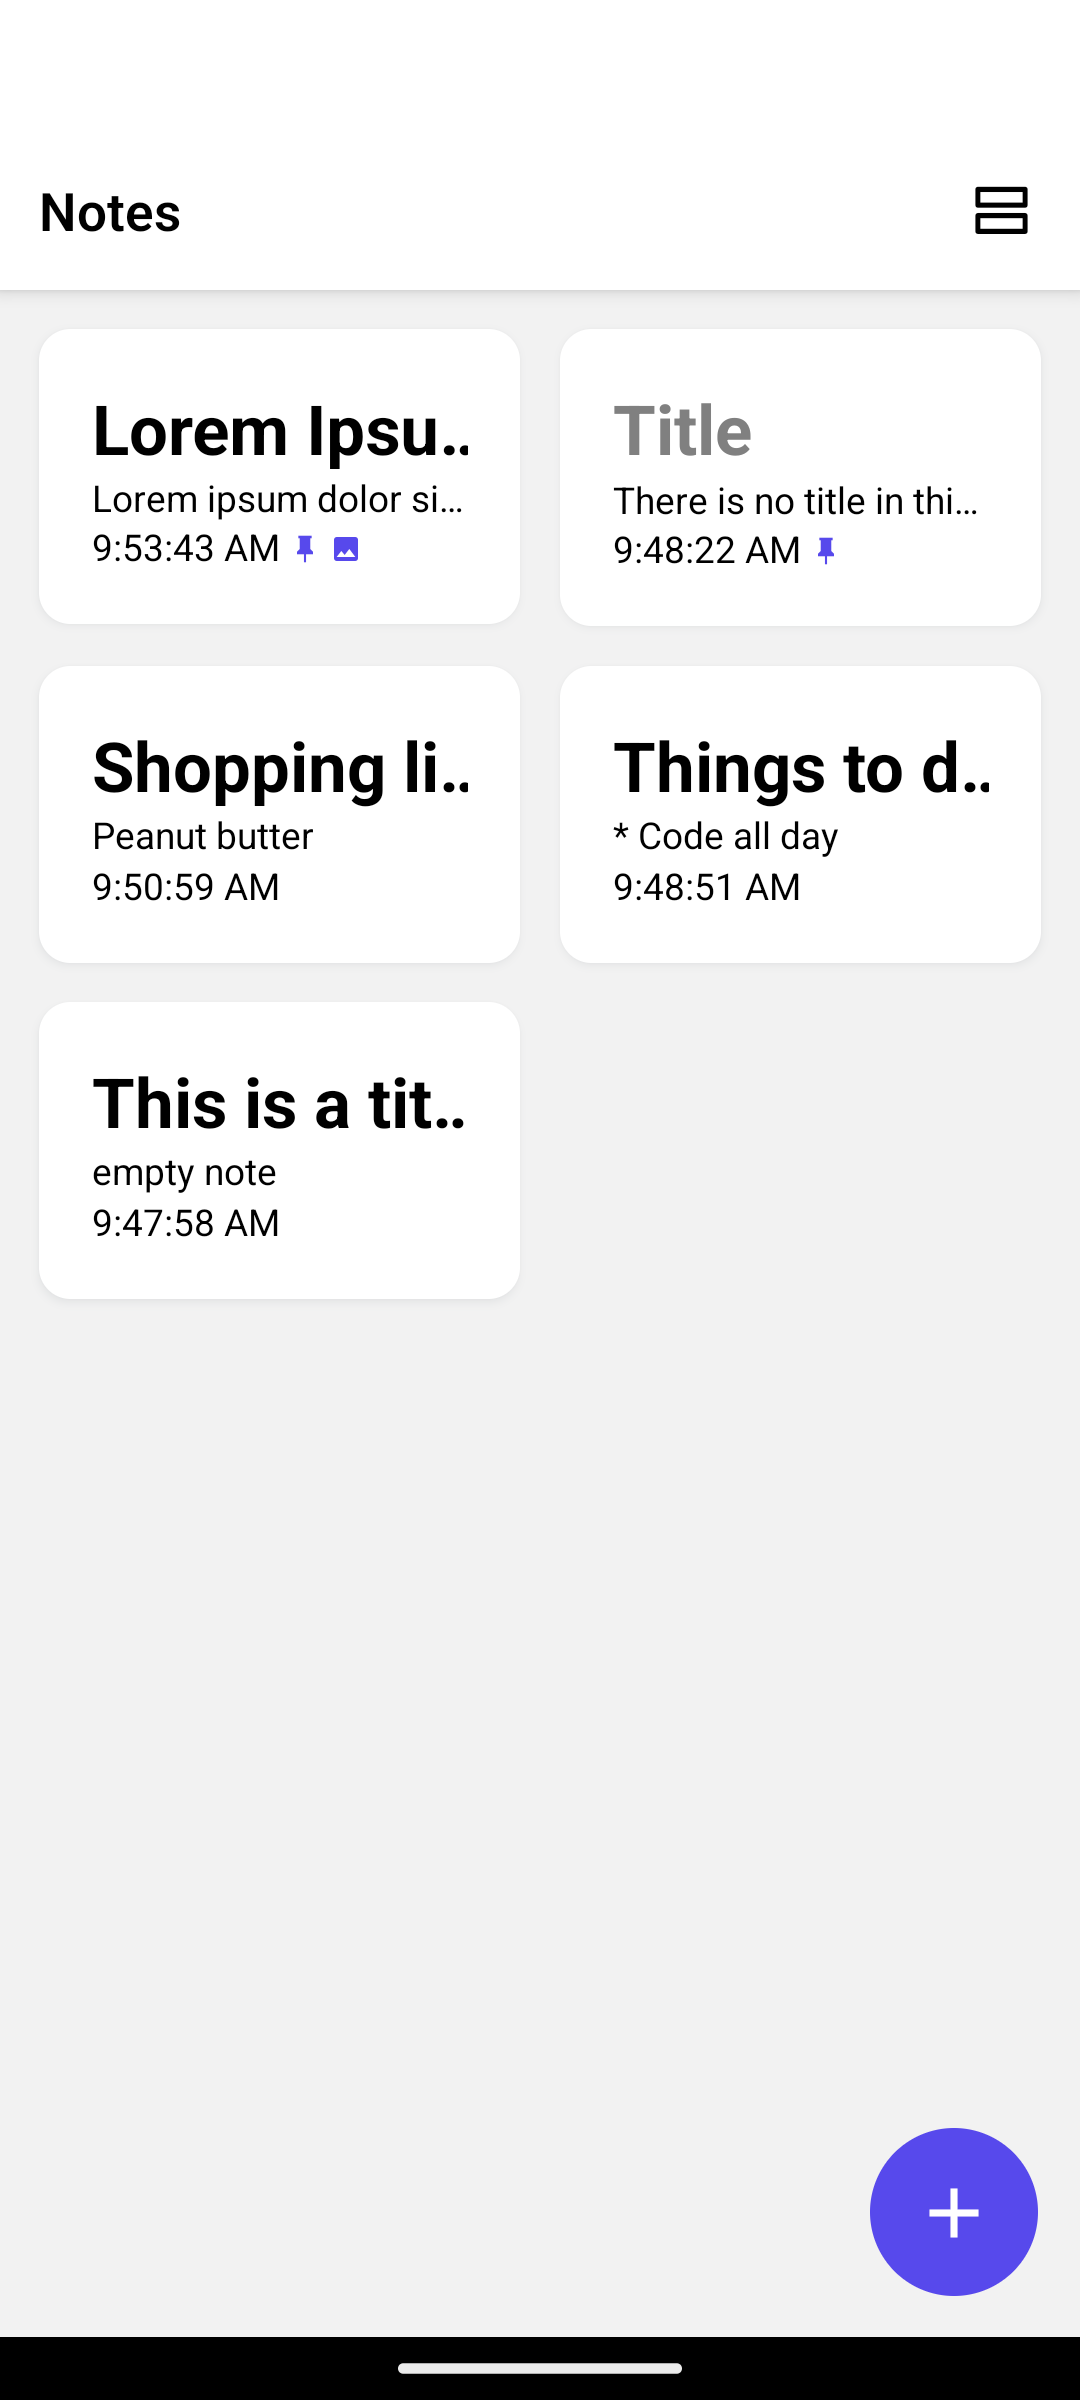 Notes
Lorem Ipsu..
Lorem ipsum dolor si...
9:53:43 AM
Title
There is no title in thi...
9:48:22 AM
Shopping li..
Peanut butter
9:50:59 AM
Things to d..
* Code all day
9:48:51 AM
This is a tit..
empty note
9:47:58 AM